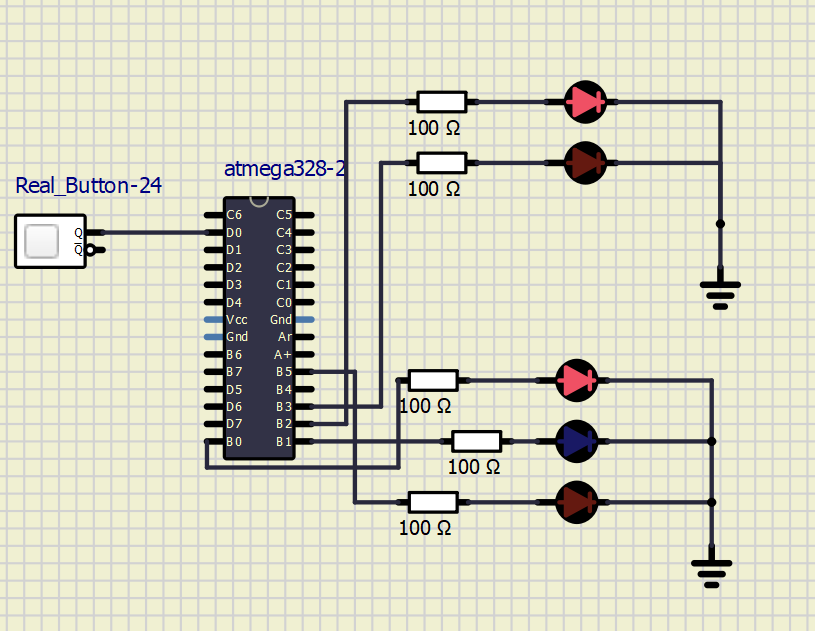 100 Ω
atmega328-2
100 Ω
Real_Button-24
Q
Q̅
C6 C5
D0 C4
D1 C3
D2 C2
D3 C1
D4 C0
Vcc Gnd
Gnd Ar
B6 A+
B7 B5
D5 B4
D6 B3
D7 B2
B0 B1
100 Ω
100 Ω
100 Ω